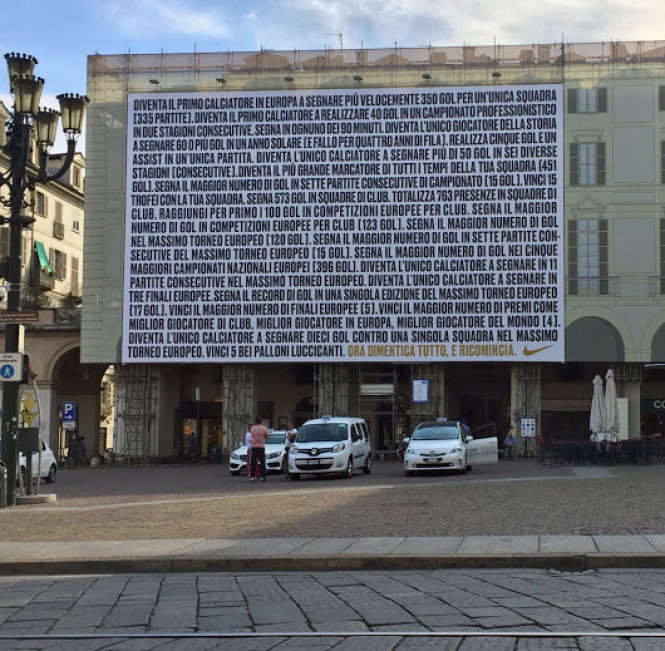 DIVENTA IL PRIMO CALCIATORE IN EUROPA A SEGNARE PIÙ VELOCEMENTE 350 GOL PER UN'UNICA SQUADRA
[335 PARTITE]. DIVENTA IL PRIMO CALCIATORE A REALIZZARE 40 GOL IN UN CAMPIONATO PROFESSIONISTICO
IN DUE STAGIONI CONSECUTIVE. SEGNA IN OGNUNO DEI 90 MINUTI. DIVENTA L'UNICO GIOCATORE DELLA STORIA
A SEGNARE 60 O PIÙ GOL IN UN ANNO SOLARE [E FALLO PER QUATTRO ANNI DI FILA]. REALIZZA CINQUE GOL E UN
ASSIST IN UN'UNICA PARTITA. DIVENTA L'UNICO CALCIATORE A SEGNARE PIÙ DI 50 GOL IN SEI DIVERSE
STAGIONI [CONSECUTIVE]. DIVENTA IL PIÙ GRANDE MARCATORE DI TUTTI I TEMPI DELLA TUA SQUADRA [451
GOL]. SEGNA IL MAGGIOR NUMERO DI GOL IN SETTE PARTITE CONSECUTIVE DI CAMPIONATO [15 GOL]. VINCI 15
TROFEI CON LA TUA SQUADRA. SEGNA 573 GOL IN SQUADRE DI CLUB. TOTALIZZA 763 PRESENZE IN SQUADRE DI
CLUB. RAGGIUNGI PER PRIMO I 100 GOL IN COMPETIZIONI EUROPEE PER CLUB. SEGNA IL MAGGIOR
NUMERO DI GOL IN COMPETIZIONI EUROPEE PER CLUB [123 GOL]. SEGNA IL MAGGIOR NUMERO DI GOL
NEL MASSIMO TORNEO EUROPEO [120 GOL]. SEGNA IL MAGGIOR NUMERO DI GOL IN SETTE PARTITE CON-
SECUTIVE DEL MASSIMO TORNEO EUROPEO [15 GOL]. SEGNA IL MAGGIOR NUMERO DI GOL NEI CINQUE
MAGGIORI CAMPIONATI NAZIONALI EUROPEI [396 GOL]. DIVENTA L'UNICO CALCIATORE A SEGNARE IN 11
PARTITE CONSECUTIVE NEL MASSIMO TORNEO EUROPEO. DIVENTA L'UNICO CALCIATORE A SEGNARE IN
TRE FINALI EUROPEE. SEGNA IL RECORD DI GOL IN UNA SINGOLA EDIZIONE DEL MASSIMO TORNEO EUROPEO
[17 GOL]. VINCI IL MAGGIOR NUMERO DI FINALI EUROPEE [5]. VINCI IL MAGGIOR NUMERO DI PREMI COME
MIGLIOR GIOCATORE DI CLUB, MIGLIOR GIOCATORE IN EUROPA, MIGLIOR GIOCATORE DEL MONDO [4].
DIVENTA L'UNICO CALCIATORE A SEGNARE DIECI GOL CONTRO UNA SINGOLA SQUADRA NEL MASSIMO
TORNEO EUROPEO. VINCI 5 BEI PALLONI LUCCICANTI. ORA DIMENTICA TUTTO, E RICOMINCIA.
P